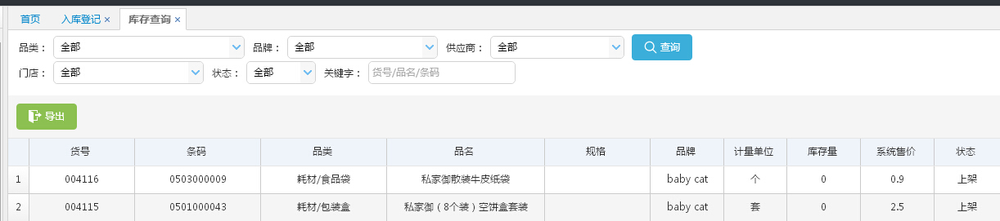 首页 入库登记 × 库存查询 ×
品类： 全部 品牌： 全部 供应商： 全部 查询
门店： 全部 状态： 全部 关键字： 货号/品名/条码
导出
货号 条码 品类 品名 规格 品牌 计量单位 库存量 系统售价 状态
1 004116 0503000009 耗材/食品袋 私家御散装牛皮纸袋 baby cat 个 0 0.9 上架
2 004115 0501000043 耗材/包装盒 私家御（8个装）空饼盒套装 baby cat 套 0 2.5 上架